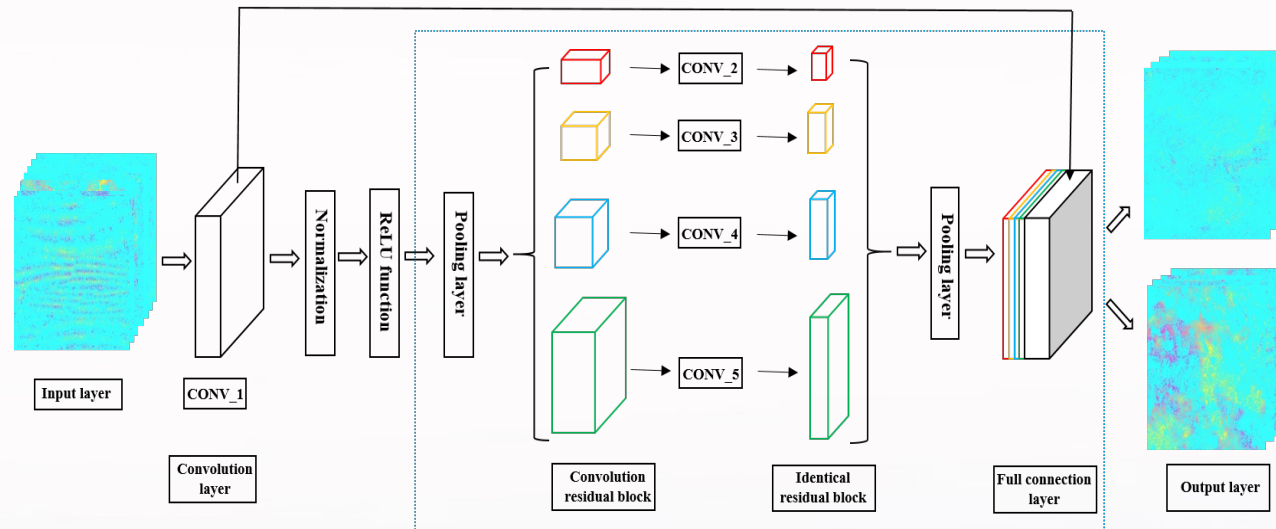 CONV_2
CONV_3
CONV_4
CONV_5
Normalization
ReLU function
Pooling layer
Pooling layer
Input layer
CONV_1
Convolution
layer
Convolution
residual block
Identical
residual block
Full connection
layer
Output layer